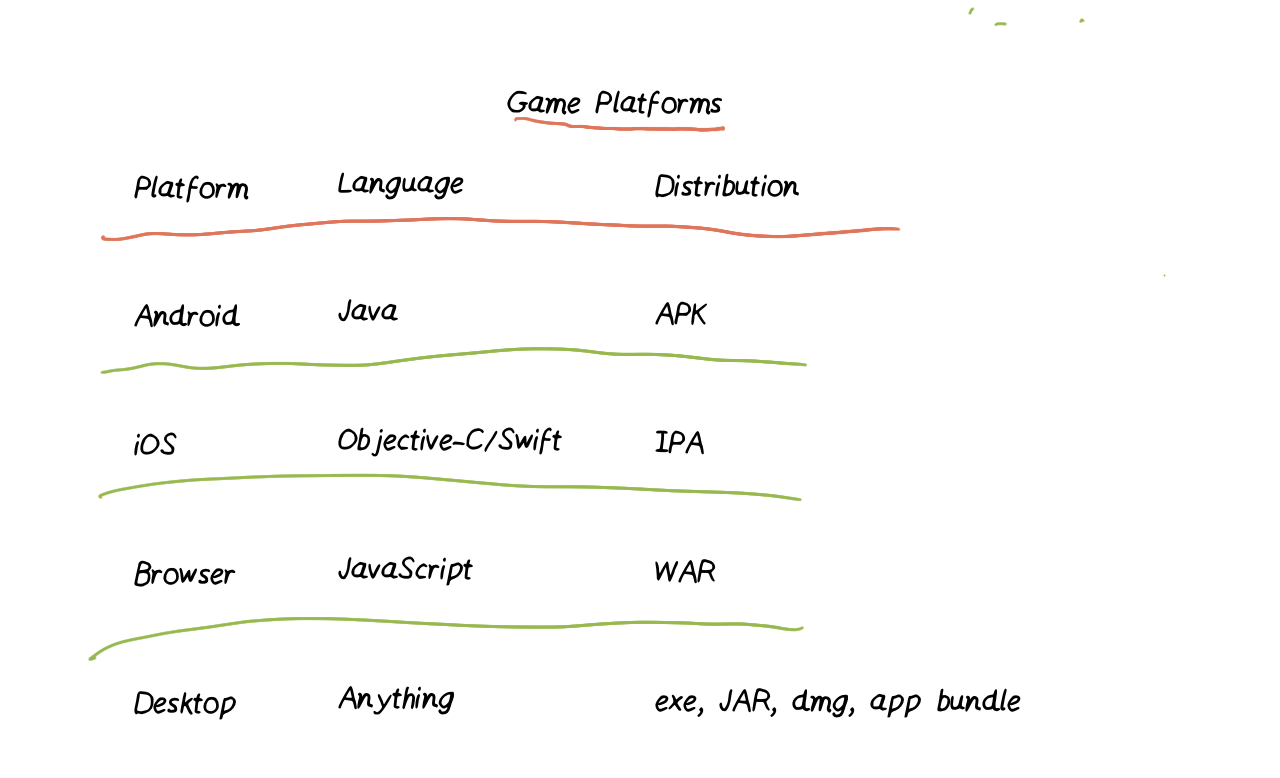 Game Platforms
Platform Language Distribution
Android Java APK
iOS Objective-C/Swift IPA
Browser JavaScript WAR
Desktop Anything exe, JAR, dmg, app bundle